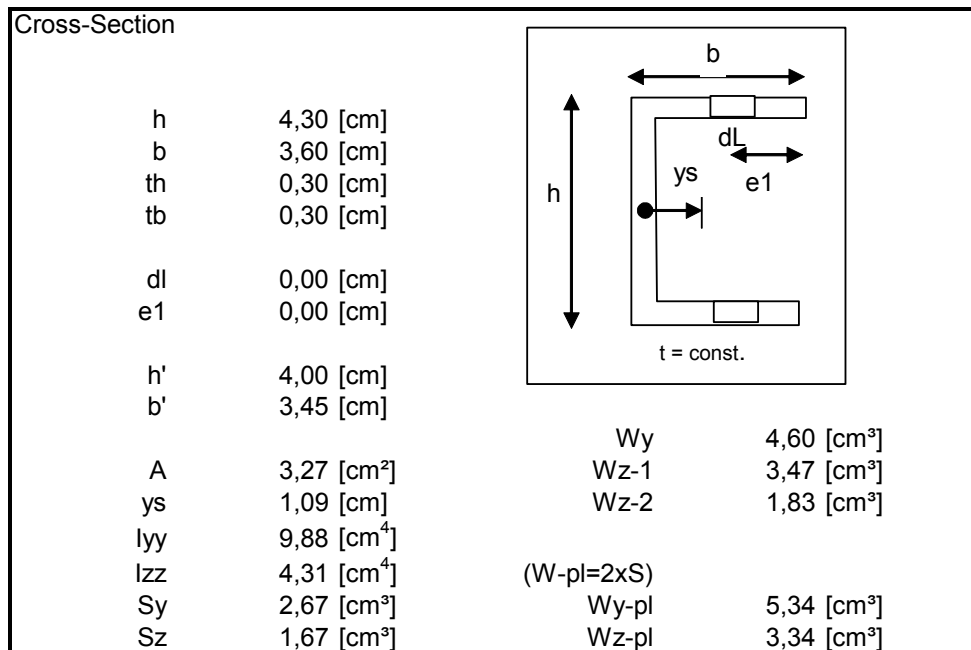 Cross-Section
b
h 4,30 [cm]
b 3,60 [cm]
th 0,30 [cm]
tb 0,30 [cm]
dL
ys
e1
h
dl 0,00 [cm]
e1 0,00 [cm]
t = const.
h' 4,00 [cm]
b' 3,45 [cm]
Wy 4,60 [cm³]
A 3,27 [cm²]
Wz-1 3,47 [cm³]
ys 1,09 [cm]
Wz-2 1,83 [cm³]
Iyy 9,88 [cm⁴]
Izz 4,31 [cm⁴]
(W-pl=2xS)
Sy 2,67 [cm³]
Wy-pl 5,34 [cm³]
Sz 1,67 [cm³]
Wz-pl 3,34 [cm³]